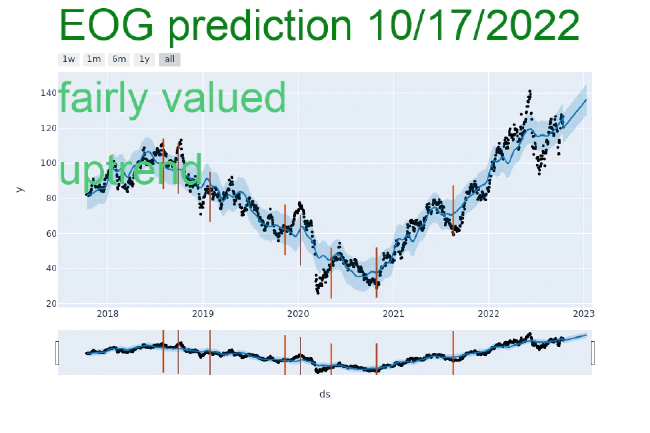 EOG prediction 10/17/2022
1w 1m 6m 1y all
fairly valued
uptrend
y
140
120
100
80
60
40
20
2018 2019 2020 2021 2022 2023
ds